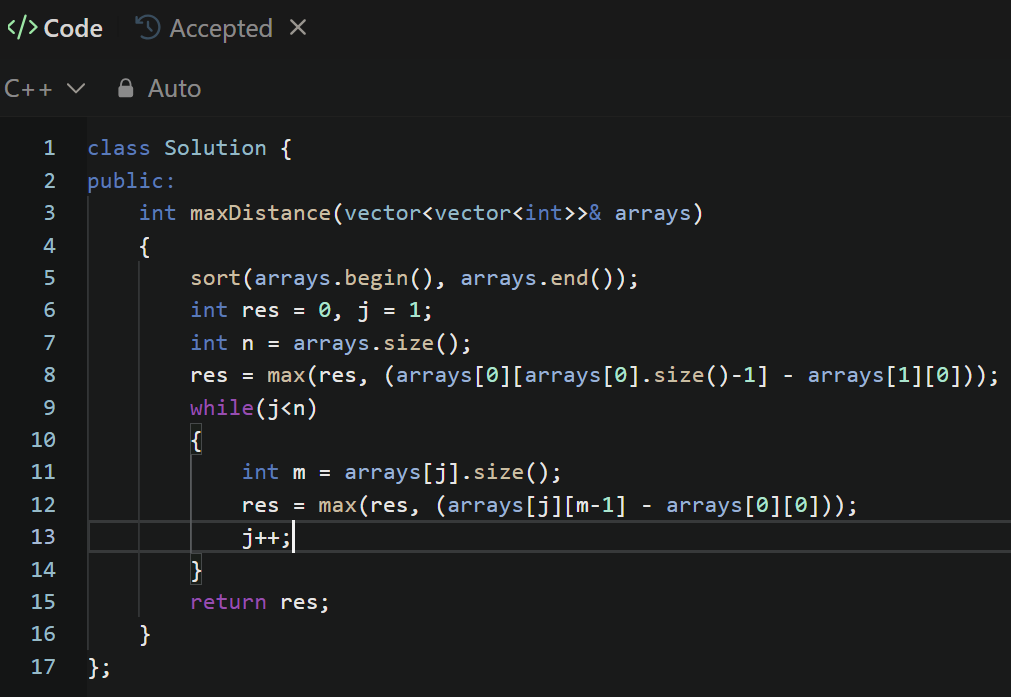 </> Code Accepted ×
C++ Auto
1 class Solution {
2 public:
3     int maxDistance(vector<vector<int>>& arrays)
4     {
5         sort(arrays.begin(), arrays.end());
6         int res = 0, j = 1;
7         int n = arrays.size();
8         res = max(res, (arrays[0][arrays[0].size()-1] - arrays[1][0]));
9         while(j<n)
10         {
11             int m = arrays[j].size();
12             res = max(res, (arrays[j][m-1] - arrays[0][0]));
13             j++;
14         }
15         return res;
16     }
17 };